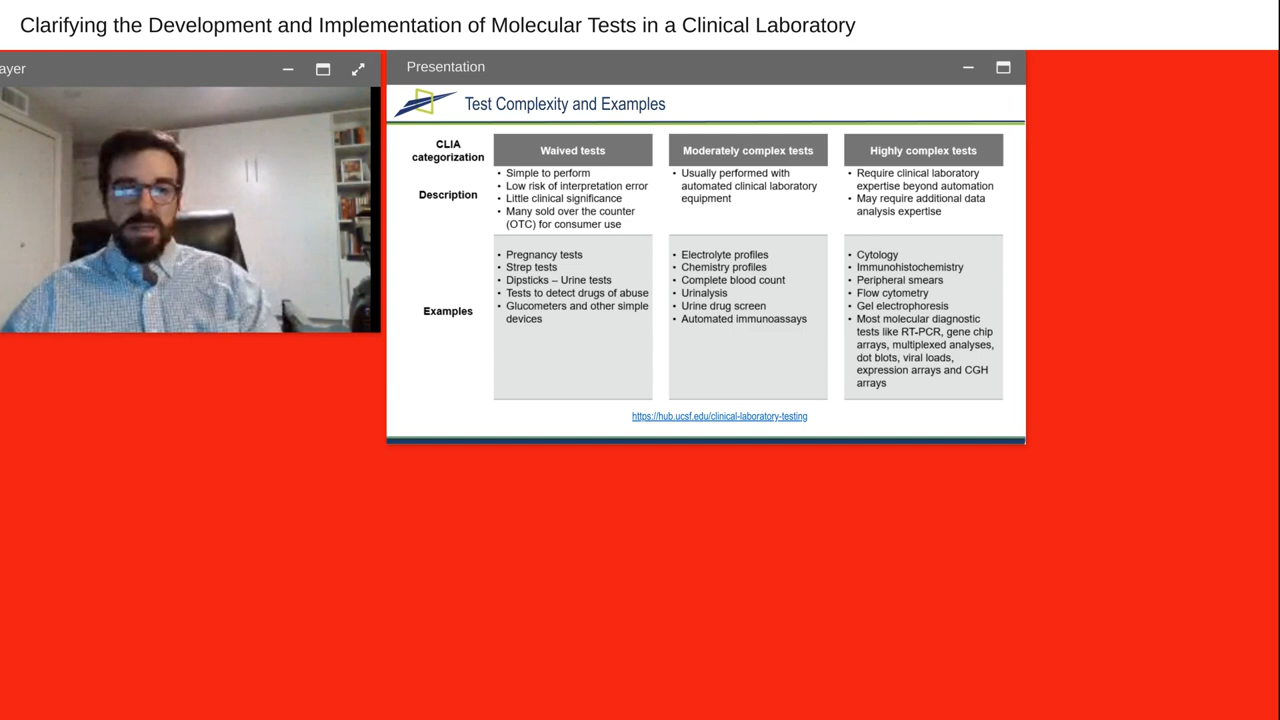 Clarifying the Development and Implementation of Molecular Tests in a Clinical Laboratory
ayer
Presentation
Test Complexity and Examples
CLIA
categorization
Waived tests
Moderately complex tests
Highly complex tests
Description
• Simple to perform
• Low risk of interpretation error
• Little clinical significance
• Many sold over the counter
(OTC) for consumer use
• Usually performed with
automated clinical laboratory
equipment
• Require clinical laboratory
expertise beyond automation
• May require additional data
analysis expertise
Examples
• Pregnancy tests
• Strep tests
• Dipsticks – Urine tests
• Tests to detect drugs of abuse
• Glucometers and other simple
devices
• Electrolyte profiles
• Chemistry profiles
• Complete blood count
• Urinalysis
• Urine drug screen
• Automated immunoassays
• Cytology
• Immunohistochemistry
• Peripheral smears
• Flow cytometry
• Gel electrophoresis
• Most molecular diagnostic
tests like RT-PCR, gene chip
arrays, multiplexed analyses,
dot blots, viral loads,
expression arrays and CGH
arrays
https://hub.ucsf.edu/clinical-laboratory-testing